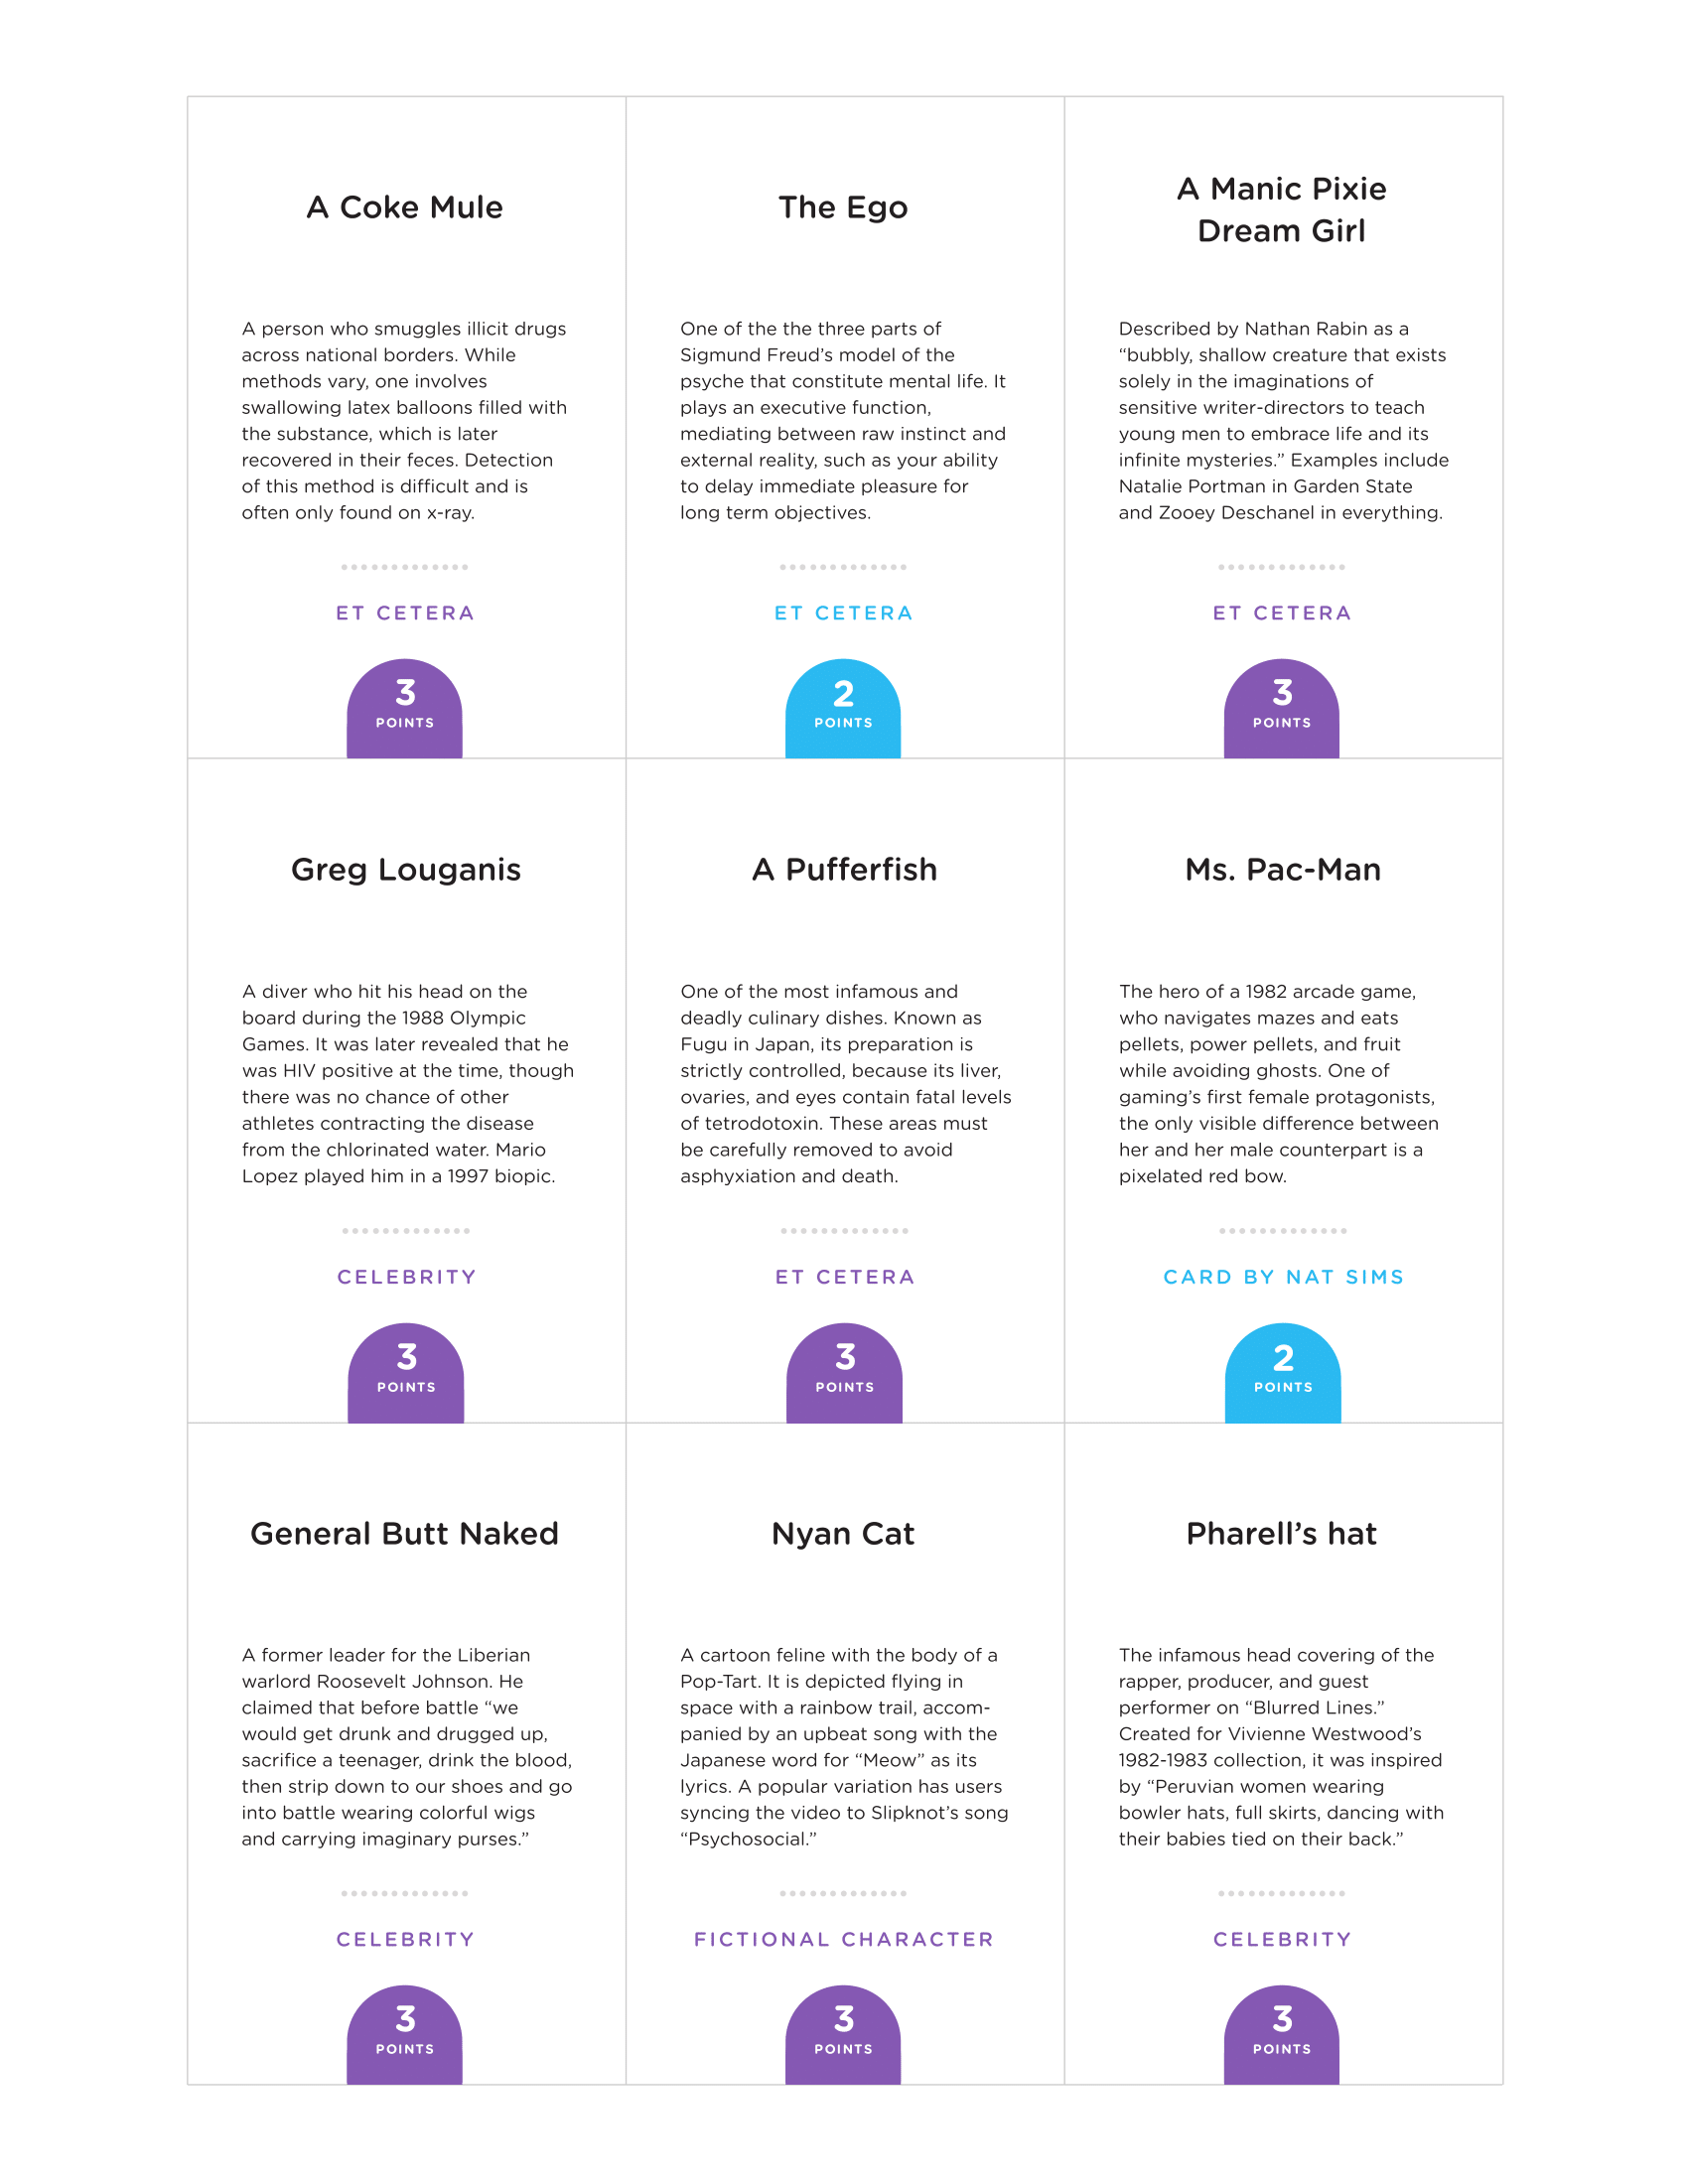 A Coke Mule
A person who smuggles illicit drugs
across national borders. While
methods vary, one involves
swallowing latex balloons filled with
the substance, which is later
recovered in their feces. Detection
of this method is difficult and is
often only found on x-ray.
ET CETERA
3
POINTS
The Ego
One of the the three parts of
Sigmund Freud’s model of the
psyche that constitute mental life. It
plays an executive function,
mediating between raw instinct and
external reality, such as your ability
to delay immediate pleasure for
long term objectives.
ET CETERA
2
POINTS
A Manic Pixie
Dream Girl
Described by Nathan Rabin as a
“bubbly, shallow creature that exists
solely in the imaginations of
sensitive writer-directors to teach
young men to embrace life and its
infinite mysteries.” Examples include
Natalie Portman in Garden State
and Zooey Deschanel in everything.
ET CETERA
3
POINTS
Greg Louganis
A diver who hit his head on the
board during the 1988 Olympic
Games. It was later revealed that he
was HIV positive at the time, though
there was no chance of other
athletes contracting the disease
from the chlorinated water. Mario
Lopez played him in a 1997 biopic.
CELEBRITY
3
POINTS
A Pufferfish
One of the most infamous and
deadly culinary dishes. Known as
Fugu in Japan, its preparation is
strictly controlled, because its liver,
ovaries, and eyes contain fatal levels
of tetrodotoxin. These areas must
be carefully removed to avoid
asphyxiation and death.
ET CETERA
3
POINTS
Ms. Pac-Man
The hero of a 1982 arcade game,
who navigates mazes and eats
pellets, power pellets, and fruit
while avoiding ghosts. One of
gaming’s first female protagonists,
the only visible difference between
her and her male counterpart is a
pixelated red bow.
CARD BY NAT SIMS
2
POINTS
General Butt Naked
A former leader for the Liberian
warlord Roosevelt Johnson. He
claimed that before battle “we
would get drunk and drugged up,
sacrifice a teenager, drink the blood,
then strip down to our shoes and go
into battle wearing colorful wigs
and carrying imaginary purses.”
CELEBRITY
3
POINTS
Nyan Cat
A cartoon feline with the body of a
Pop-Tart. It is depicted flying in
space with a rainbow trail, accom-
panied by an upbeat song with the
Japanese word for “Meow” as its
lyrics. A popular variation has users
syncing the video to Slipknot’s song
“Psychosocial.”
FICTIONAL CHARACTER
3
POINTS
Pharell’s hat
The infamous head covering of the
rapper, producer, and guest
performer on “Blurred Lines.”
Created for Vivienne Westwood’s
1982-1983 collection, it was inspired
by “Peruvian women wearing
bowler hats, full skirts, dancing with
their babies tied on their back.”
CELEBRITY
3
POINTS